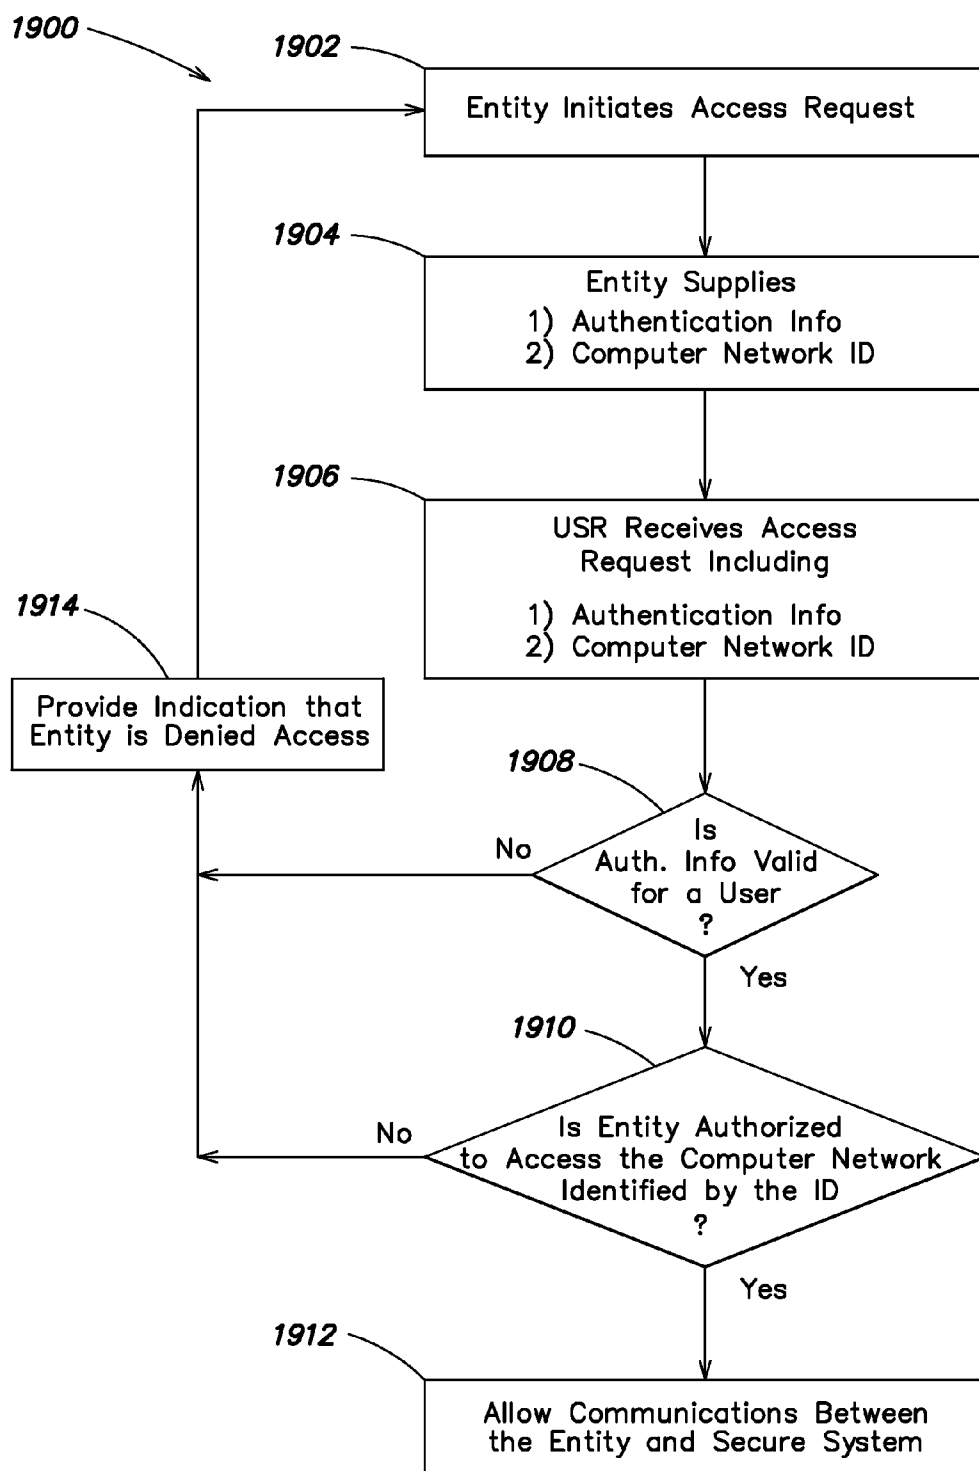 1900
1902
Entity Initiates Access Request
1904
Entity Supplies
1) Authentication Info
2) Computer Network ID
1906
USR Receives Access
Request Including
1) Authentication Info
2) Computer Network ID
1914
Provide Indication that
Entity is Denied Access
1908
Is
Auth. Info Valid
for a User
?
No
Yes
1910
Is Entity Authorized
to Access the Computer Network
Identified by the ID
?
No
Yes
1912
Allow Communications Between
the Entity and Secure System